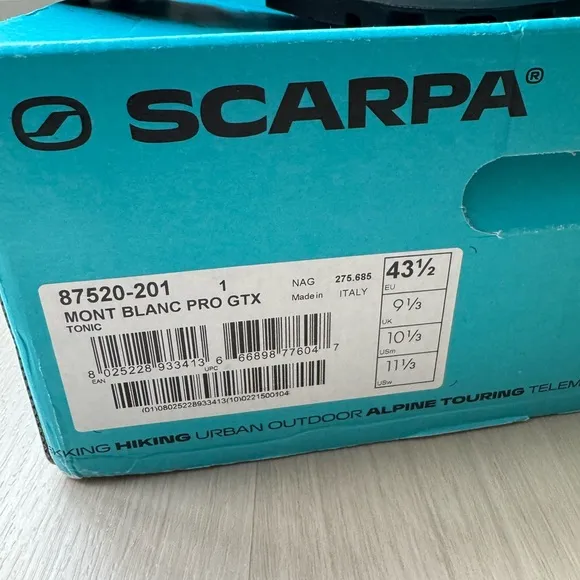 SCARPA®
87520-201 1
MONT BLANC PRO GTX
TONIC
NAG 275.685
Made in ITALY
43½
EU
9⅓
UK
10⅓
USm
11⅓
USw
8 025228 933413
EAN
6 66898 77604 7
UPC
(01)08025228933413(10)0221500104
KKING HIKING URBAN OUTDOOR ALPINE TOURING TELEM